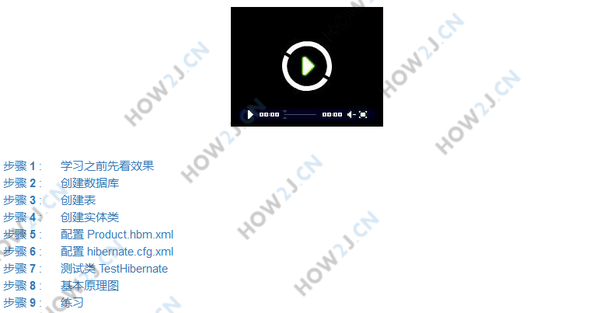 00:00 00:00
步骤 1 : 学习之前先看效果
步骤 2 : 创建数据库
步骤 3 : 创建表
步骤 4 : 创建实体类
步骤 5 : 配置 Product.hbm.xml
步骤 6 : 配置 hibernate.cfg.xml
步骤 7 : 测试类 TestHibernate
步骤 8 : 基本原理图
步骤 9 : 练习
HOW2J.CN
HOW2J.CN
HOW2J.CN
HOW2J.CN
HOW2J.CN
HOW2J.CN
HOW2J.CN